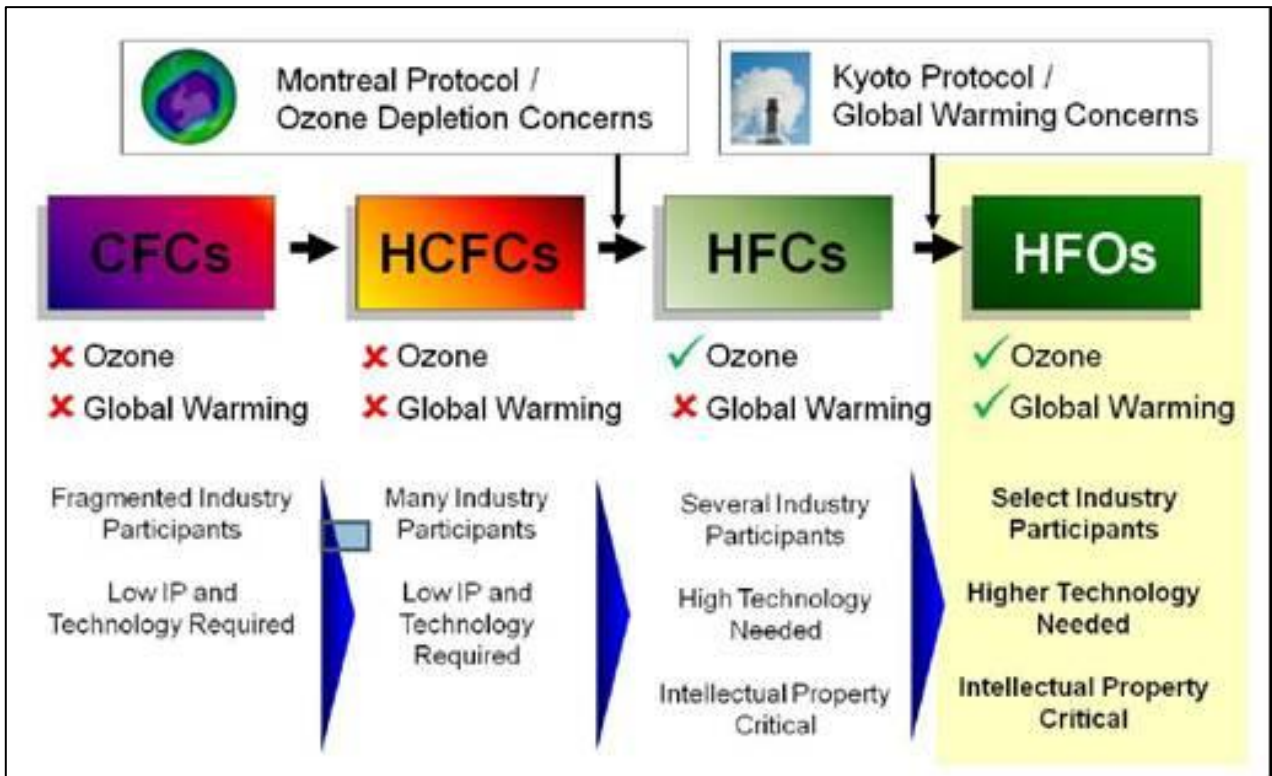 Montreal Protocol /
Ozone Depletion Concerns
Kyoto Protocol /
Global Warming Concerns
CFCs
HCFCs
HFCs
HFOs
Ozone
Global Warming
Ozone
Global Warming
Ozone
Global Warming
Ozone
Global Warming
Fragmented Industry
Participants
Low IP and
Technology Required
Many Industry
Participants
Low IP and
Technology
Required
Several Industry
Participants
High Technology
Needed
Intellectual Property
Critical
Select Industry
Participants
Higher Technology
Needed
Intellectual Property
Critical